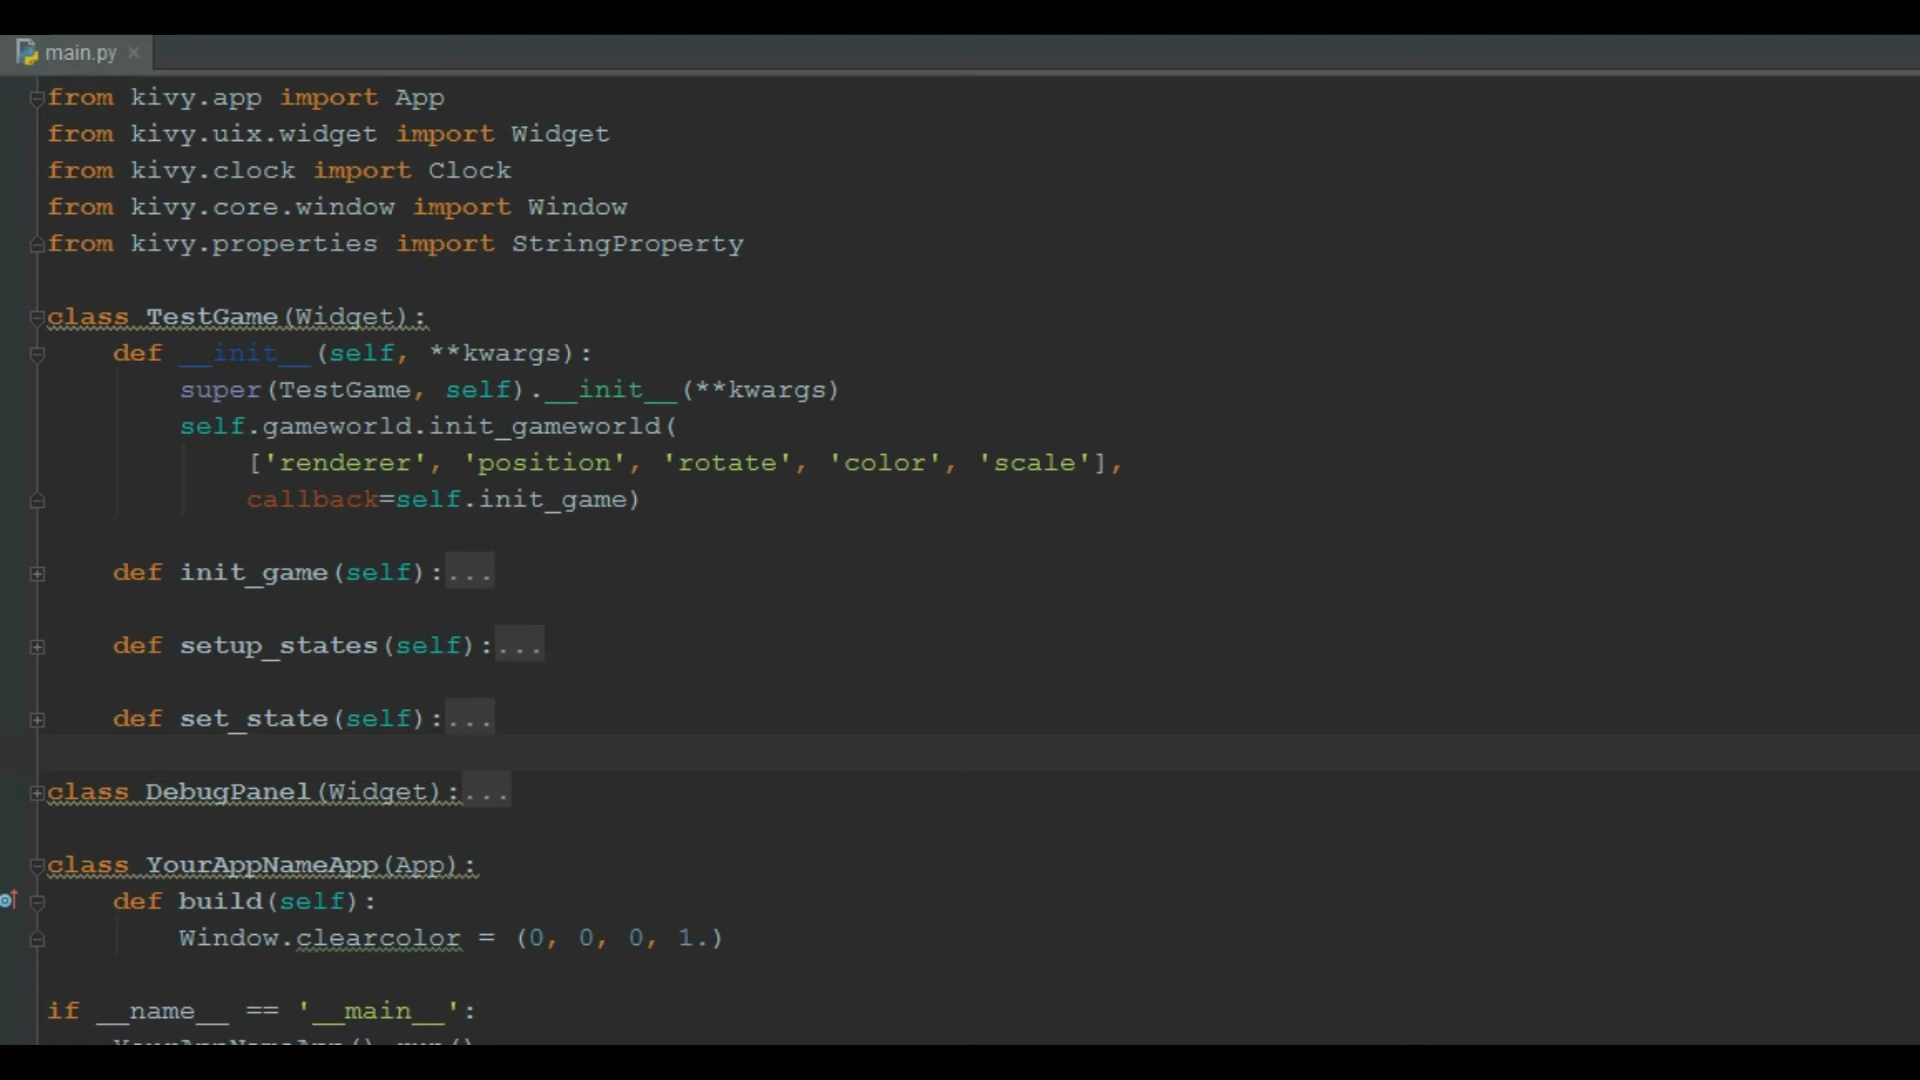 main.py
from kivy.app import App
from kivy.uix.widget import Widget
from kivy.clock import Clock
from kivy.core.window import Window
from kivy.properties import StringProperty
class TestGame(Widget):
def __init__(self, **kwargs):
super(TestGame, self).__init__(**kwargs)
self.gameworld.init_gameworld(
['renderer', 'position', 'rotate', 'color', 'scale'],
callback=self.init_game)
def init_game(self):...
def setup_states(self):...
def set_state(self):...
class DebugPanel(Widget):...
class YourAppNameApp(App):
def build(self):
Window.clearcolor = (0, 0, 0, 1.)
if __name__ == '__main__':
YourAppNameApp().run()